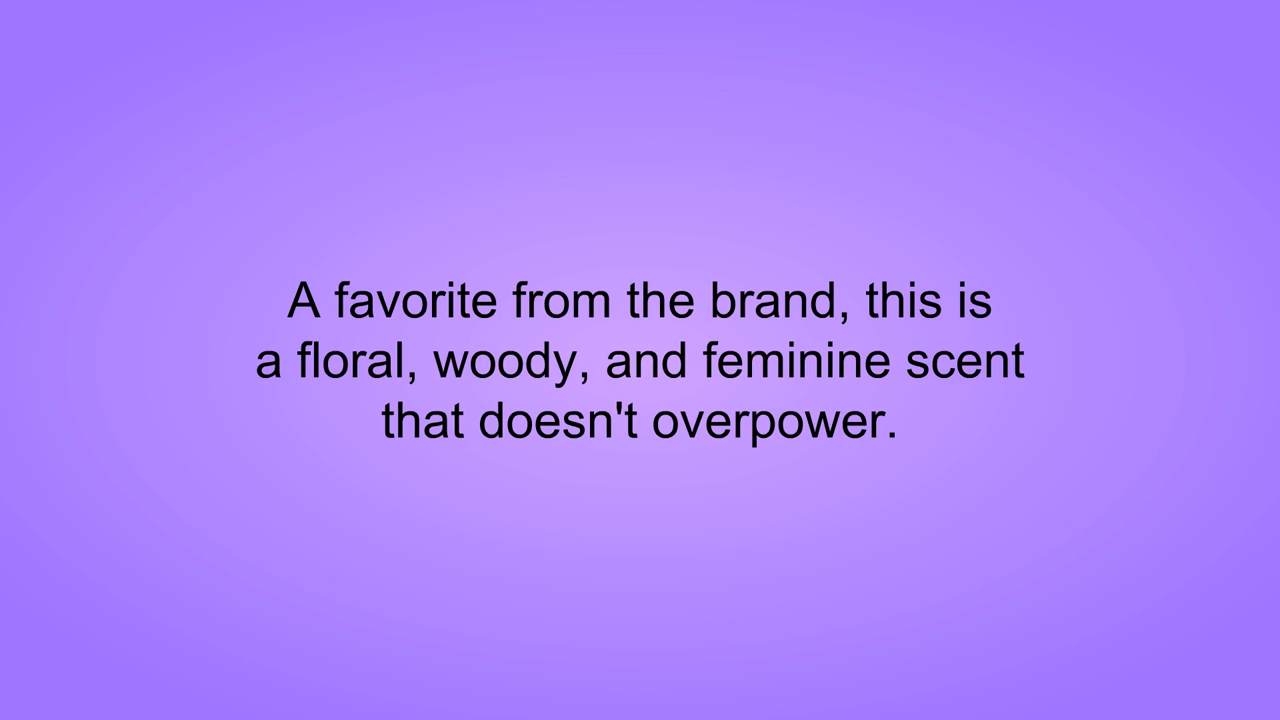 A favorite from the brand, this is
a floral, woody, and feminine scent
that doesn't overpower.